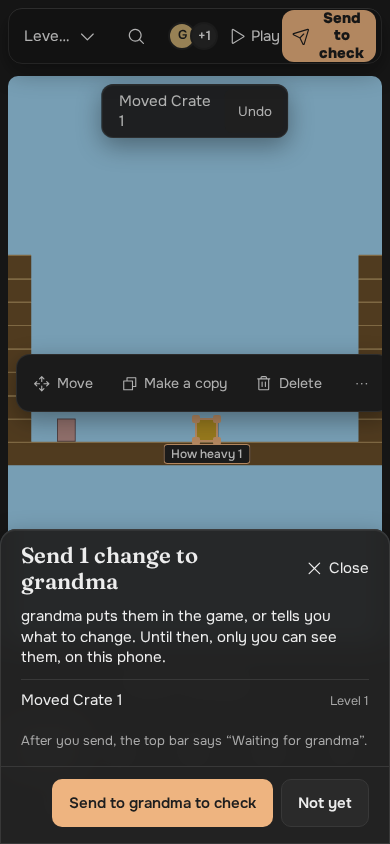 Leve...
G
+1
Play
Send
to
check
Moved Crate
1
Undo
Move
Make a copy
Delete
...
How heavy 1
Send 1 change to
grandma
Close
grandma puts them in the game, or tells you
what to change. Until then, only you can see
them, on this phone.
Moved Crate 1
Level 1
After you send, the top bar says “Waiting for grandma”.
Send to grandma to check
Not yet